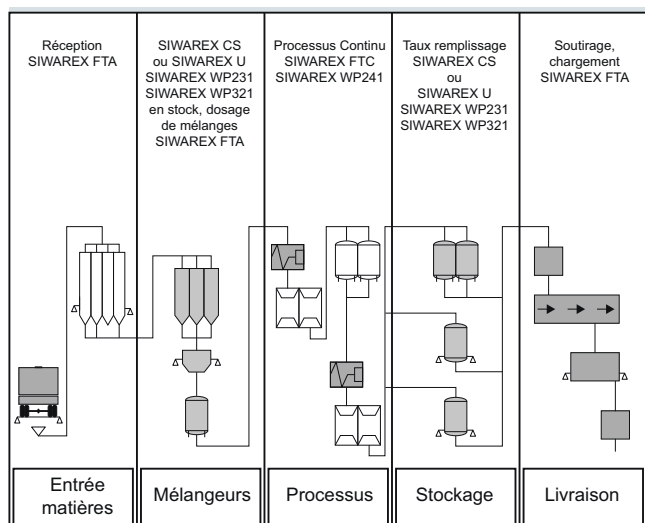 Réception
SIWAREX FTA
SIWAREX CS
ou SIWAREX U
SIWAREX WP231
SIWAREX WP321
en stock, dosage
de mélanges
SIWAREX FTA
Processus Continu
SIWAREX FTC
SIWAREX WP241
Taux remplissage
SIWAREX CS
ou
SIWAREX U
SIWAREX WP231
SIWAREX WP321
Soutirage,
chargement
SIWAREX FTA
Entrée
matières
Mélangeurs
Processus
Stockage
Livraison